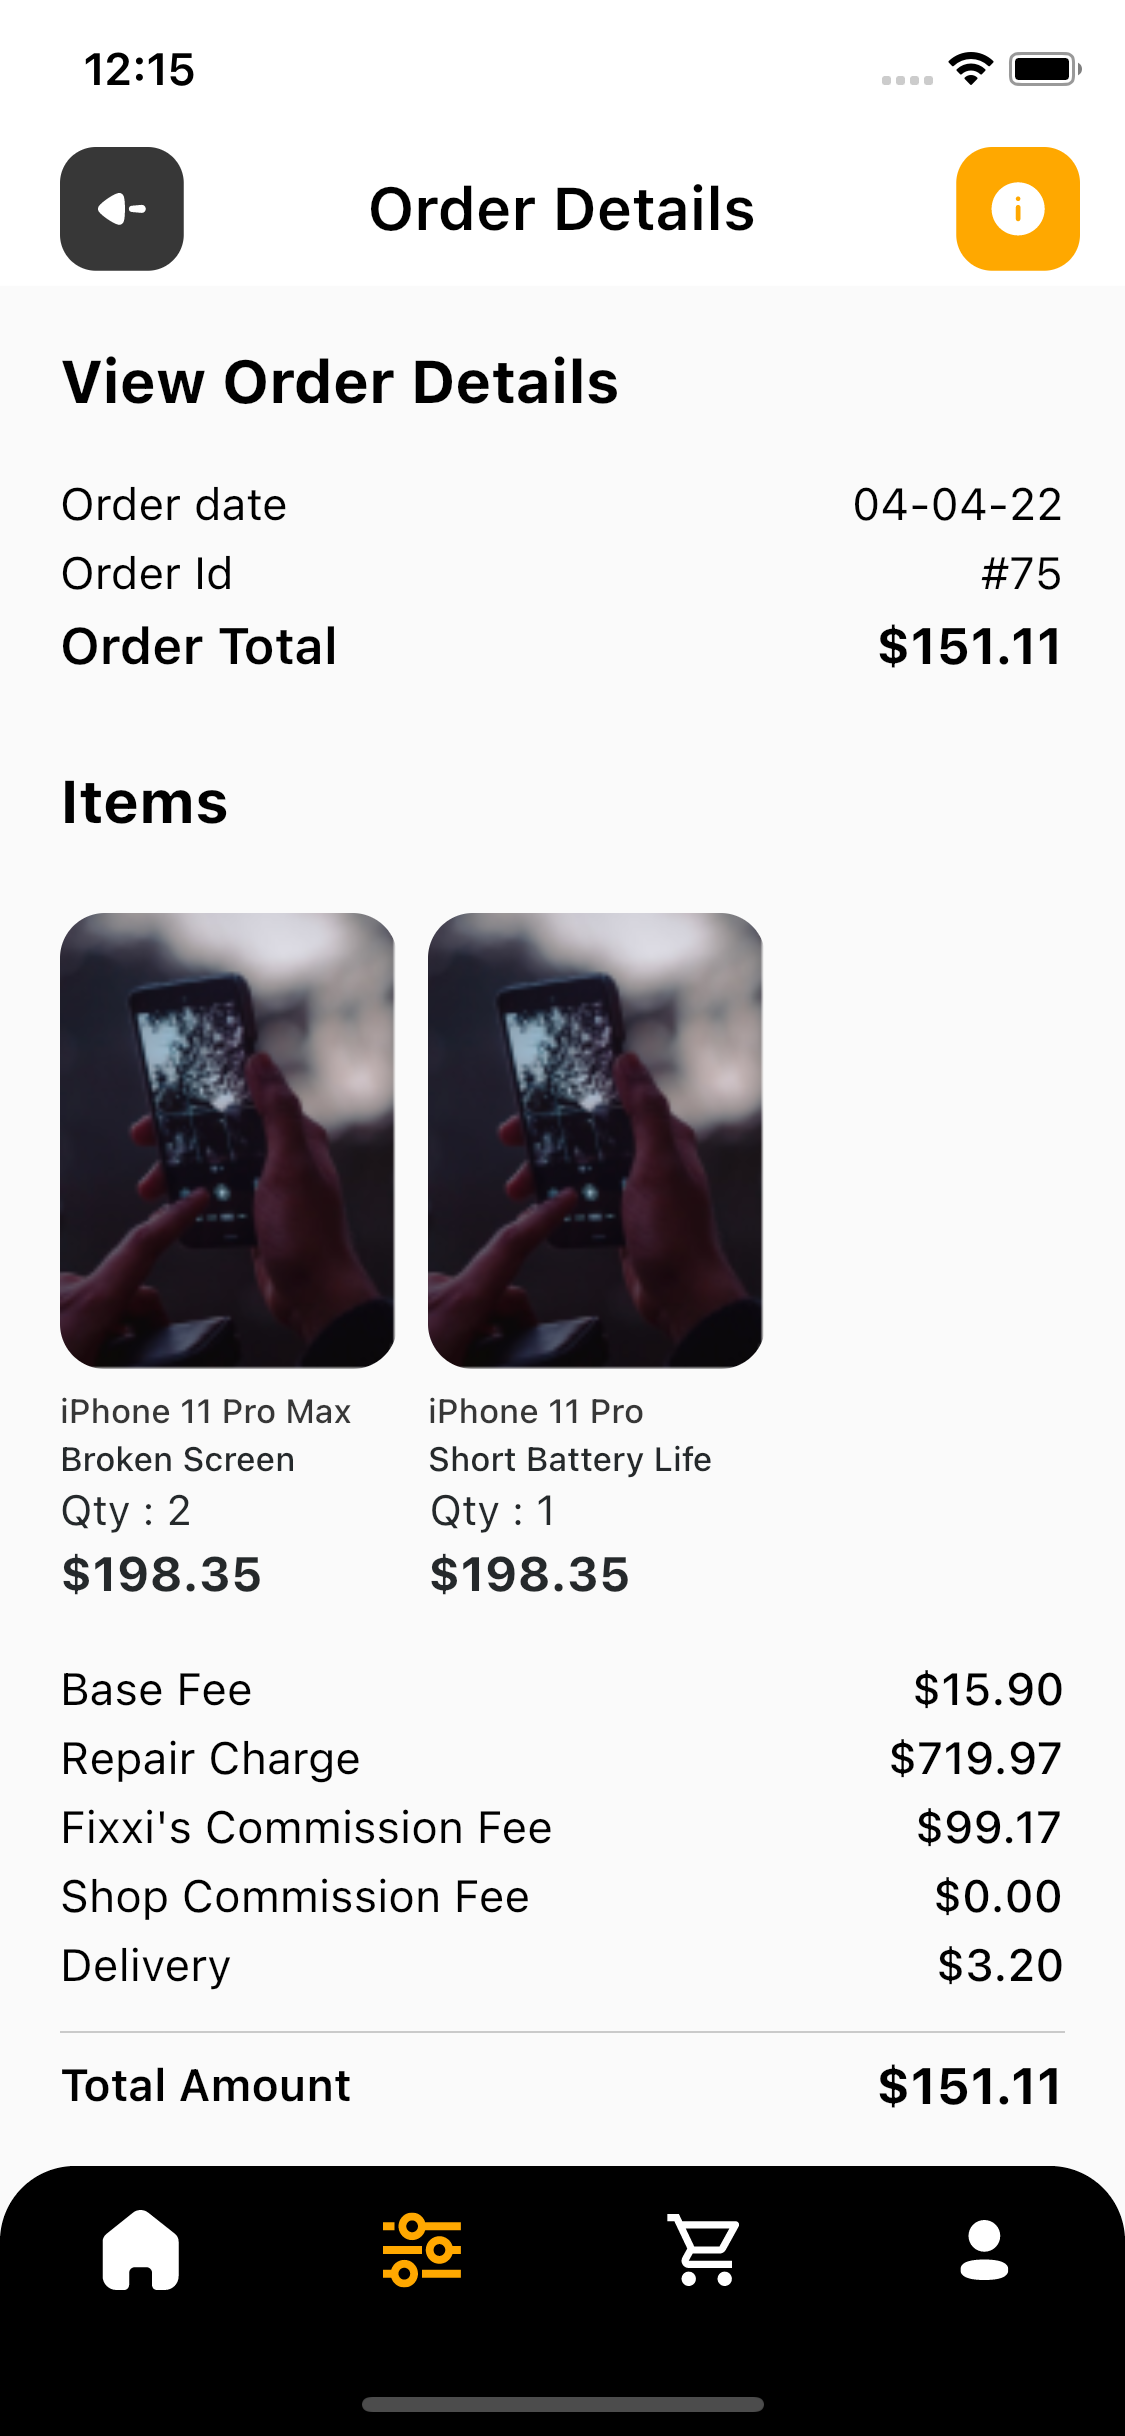 12:15
Order Details
View Order Details
Order date 04-04-22
Order Id #75
Order Total $151.11
Items
iPhone 11 Pro Max
Broken Screen
Qty : 2
$198.35
iPhone 11 Pro
Short Battery Life
Qty : 1
$198.35
Base Fee $15.90
Repair Charge $719.97
Fixxi's Commission Fee $99.17
Shop Commission Fee $0.00
Delivery $3.20
Total Amount $151.11